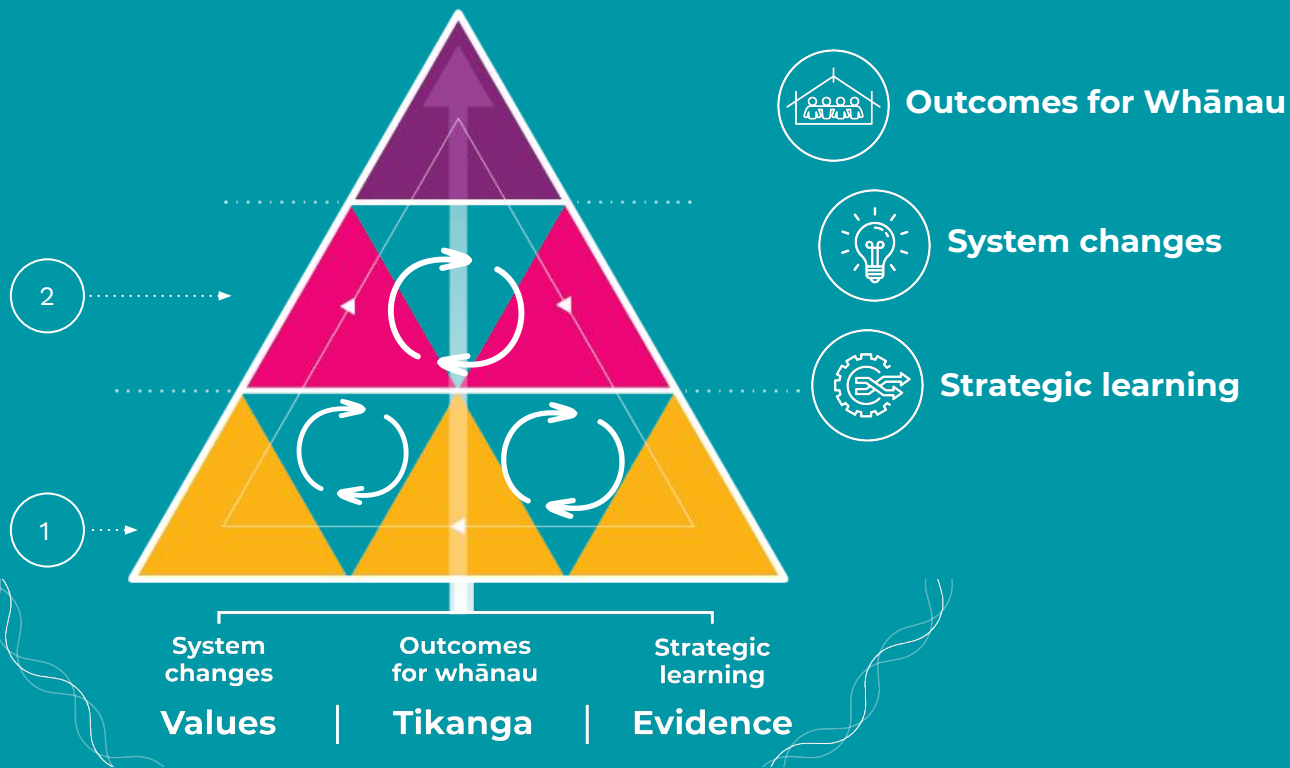 Outcomes for Whānau
System changes
Strategic learning
2
1
System
changes
Outcomes
for whānau
Strategic
learning
Values | Tikanga | Evidence